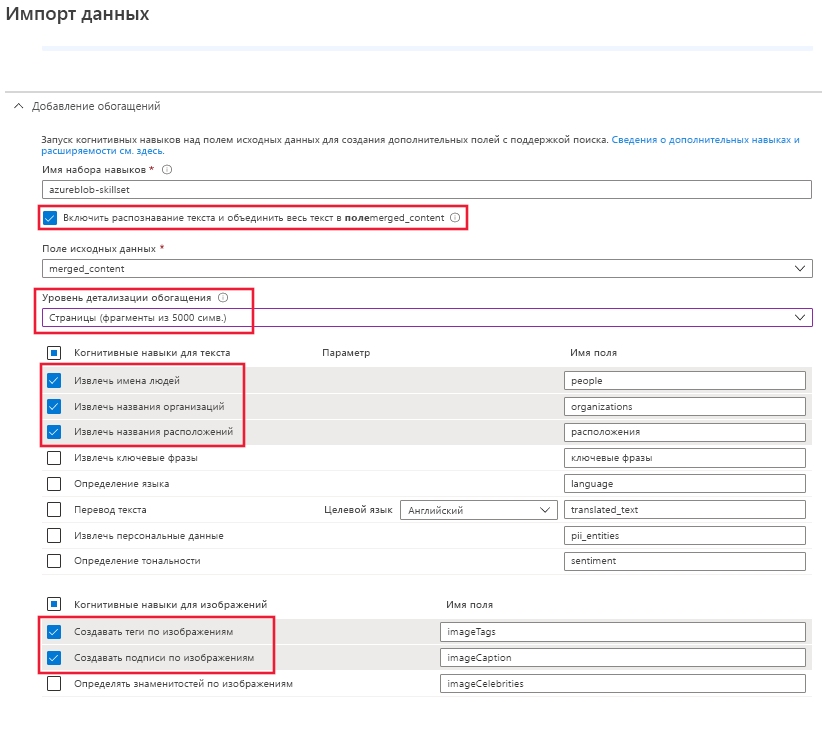 Импорт данных
Добавление обогащений
Запуск когнитивных навыков над полем исходных данных для создания дополнительных полей с поддержкой поиска. Сведения о дополнительных навыках и
расширяемости см. здесь.
Имя набора навыков *
azureblob-skillset
Включить распознавание текста и объединить весь текст в полеmerged_content
Поле исходных данных *
merged_content
Уровень детализации обогащения
Страницы (фрагменты из 5000 симв.)
Когнитивные навыки для текста Параметр Имя поля
Извлечь имена людей people
Извлечь названия организаций organizations
Извлечь названия расположений расположения
Извлечь ключевые фразы ключевые фразы
Определение языка language
Перевод текста Целевой язык Английский translated_text
Извлечь персональные данные pii_entities
Определение тональности sentiment
Когнитивные навыки для изображений Имя поля
Создавать теги по изображениям imageTags
Создавать подписи по изображениям imageCaption
Определять знаменитостей по изображениям imageCelebrities